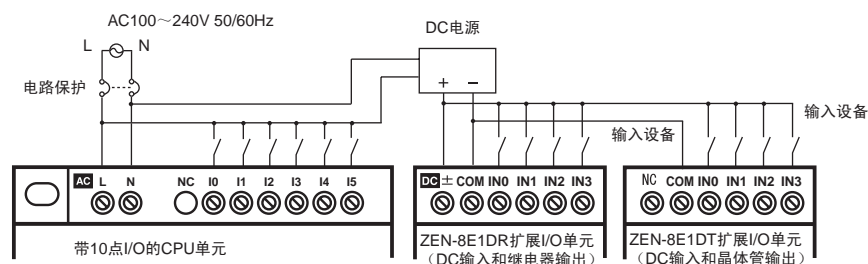 AC100～240V 50/60Hz
L N
DC电源
电路保护
+ −
输入设备
输入设备
AC L N NC I0 I1 I2 I3 I4 I5
DC ± COM IN0 IN1 IN2 IN3
NC COM IN0 IN1 IN2 IN3
带10点I/O的CPU单元
ZEN-8E1DR扩展I/O单元
（DC输入和继电器输出）
ZEN-8E1DT扩展I/O单元
（DC输入和晶体管输出）